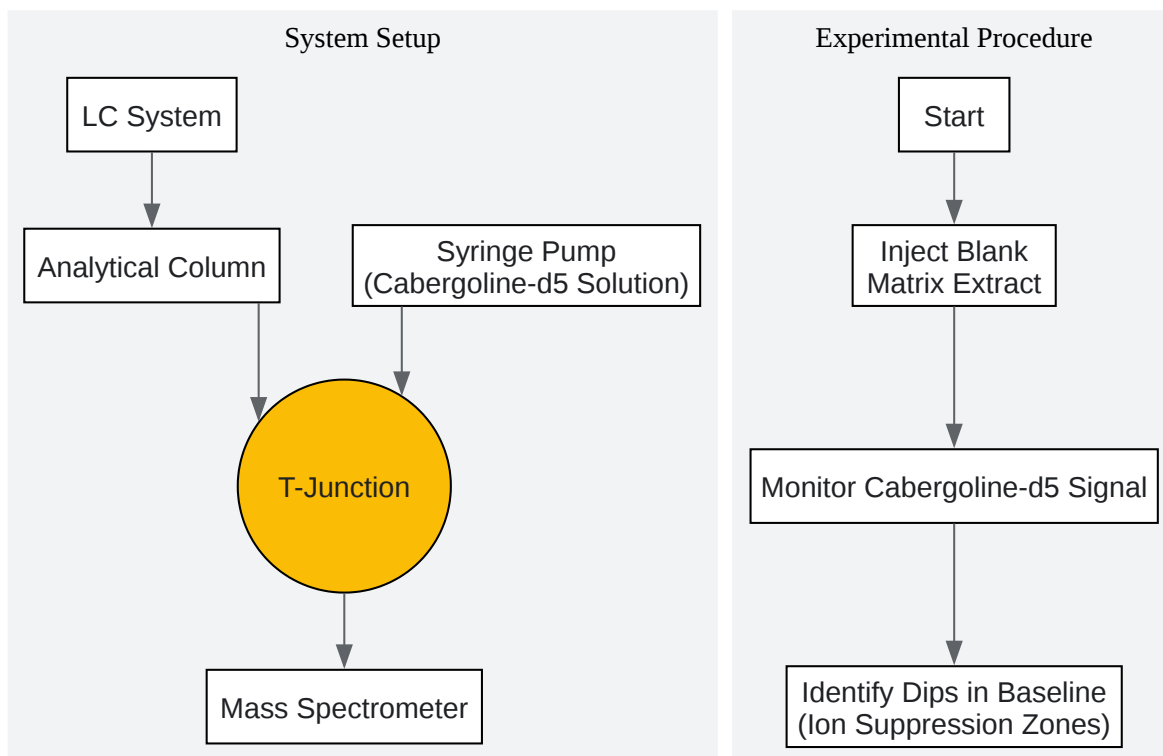 System Setup
LC System
Analytical Column
Syringe Pump
(Cabergoline-d5 Solution)
T-Junction
Mass Spectrometer
Experimental Procedure
Start
Inject Blank
Matrix Extract
Monitor Cabergoline-d5 Signal
Identify Dips in Baseline
(Ion Suppression Zones)